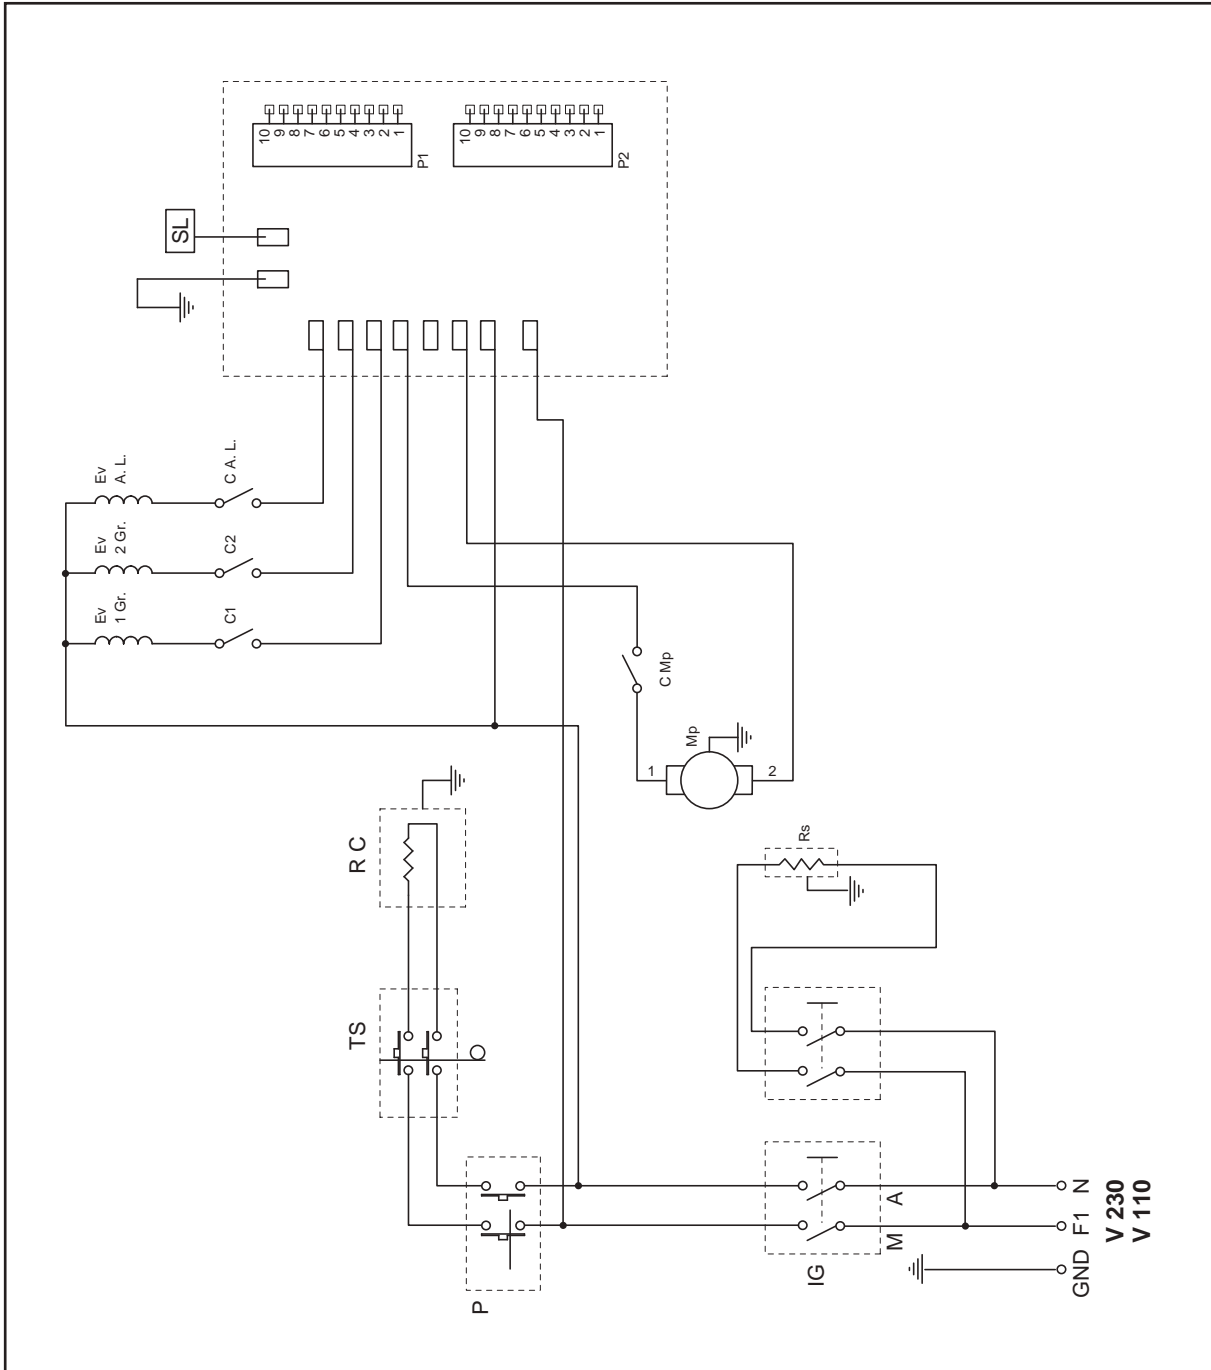 10
9
8
7
6
5
4
3
2
1
P1
10
9
8
7
6
5
4
3
2
1
P2
SL
Ev
A. L.
C A. L.
Ev
2 Gr.
C2
Ev
1 Gr.
C1
C Mp
Mp
1
2
R C
Rs
TS
P
IG
M
A
GND
F1
N
V 230
V 110